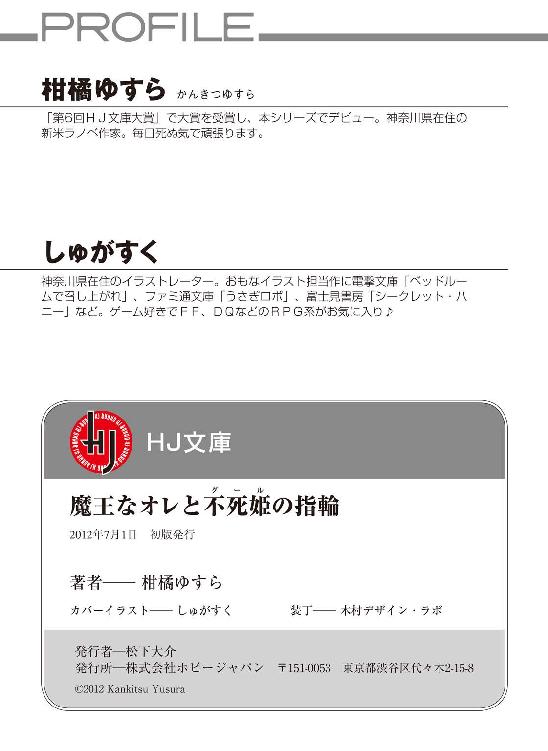 PROFILE
柑橘ゆすら かんきつゆすら
「第6回HJ文庫大賞」で大賞を受賞し、本シリーズでデビュー。神奈川県在住の
新米ラノベ作家。毎日死ぬ気で頑張ります。
しゅがすく
神奈川県在住のイラストレーター。おもなイラスト担当作に電撃文庫「ベッドルー
ムで召し上がれ」、ファミ通文庫「うさぎロボ」、富士見書房「シークレット・ハ
ニー」など。ゲーム好きでFF、DQなどのRPG系がお気に入り♪
HJ
HJ文庫
グール
魔王なオレと不死姫の指輪
2012年7月1日 初版発行
著者── 柑橘ゆすら
カバーイラスト── しゅがすく 装丁── 木村デザイン・ラボ
発行者─松下大介
発行所─株式会社ホビージャパン 〒151-0053 東京都渋谷区代々木2-15-8
©2012 Kankitsu Yusura